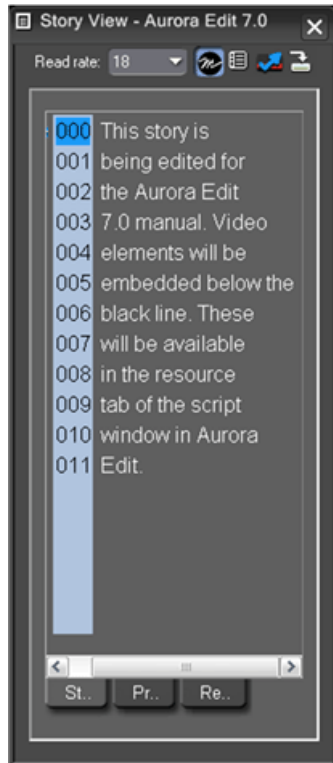 Story View - Aurora Edit 7.0
Read rate: 18
000 This story is
001 being edited for
002 the Aurora Edit
003 7.0 manual. Video
004 elements will be
005 embedded below the
006 black line. These
007 will be available
008 in the resource
009 tab of the script
010 window in Aurora
011 Edit.
St.. Pr.. Re..